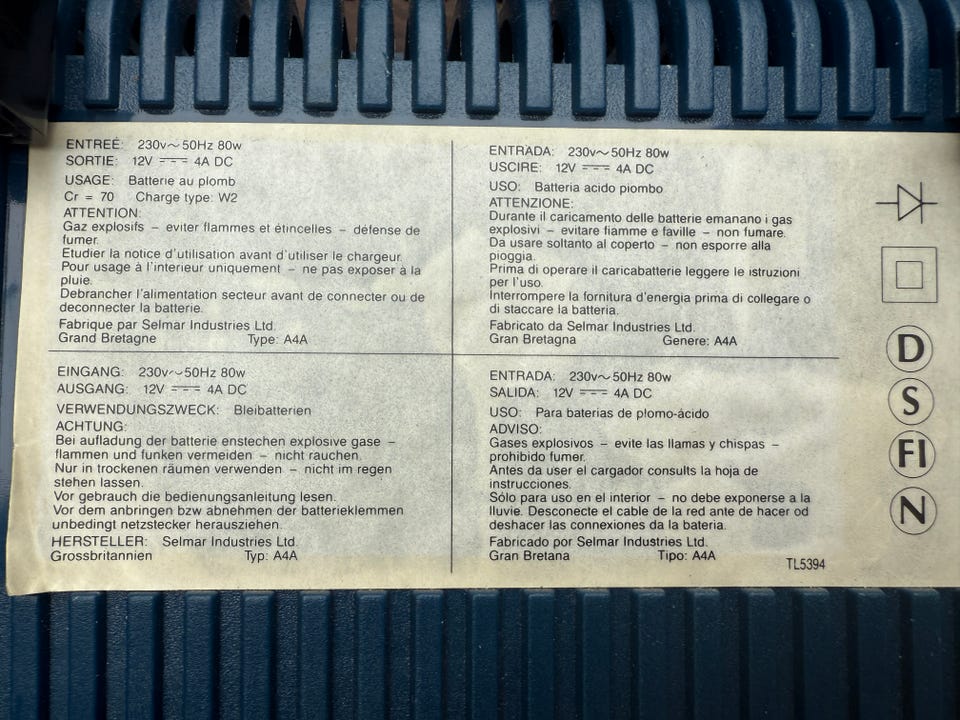 ENTREÉ: 230v~50Hz 80w
SORTIE: 12V ⎓ 4A DC
USAGE: Batterie au plomb
Cr = 70 Charge type: W2
ATTENTION:
Gaz explosifs – eviter flammes et étincelles – défense de
fumer.
Etudier la notice d'utilisation avant d'utiliser le chargeur.
Pour usage à l'interieur uniquement – ne pas exposer à la
pluie.
Debrancher l'alimentation secteur avant de connecter ou de
deconnecter la batterie.
Fabrique par Selmar Industries Ltd.
Grand Bretagne Type: A4A
ENTRADA: 230v~50Hz 80w
USCIRE: 12V ⎓ 4A DC
USO: Batteria acido piombo
ATTENZIONE:
Durante il caricamento delle batterie emanano i gas
explosivi – evitare fiamme e faville – non fumare.
Da usare soltanto al coperto – non esporre alla
pioggia.
Prima di operare il caricabatterie leggere le istruzioni
per l'uso.
Interrompere la fornitura d'energia prima di collegare o
di staccare la batteria.
Fabricato da Selmar Industries Ltd.
Gran Bretagna Genere: A4A
EINGANG: 230v~50Hz 80w
AUSGANG: 12V ⎓ 4A DC
VERWENDUNGSZWECK: Bleibatterien
ACHTUNG:
Bei aufladung der batterie enstechen explosive gase –
flammen und funken vermeiden – nicht rauchen.
Nur in trockenen räumen verwenden – nicht im regen
stehen lassen.
Vor gebrauch die bedienungsanleitung lesen.
Vor dem anbringen bzw abnehmen der batterieklemmen
unbedingt netzstecker herausziehen.
HERSTELLER: Selmar Industries Ltd.
Grossbritannien Typ: A4A
ENTRADA: 230v~50Hz 80w
SALIDA: 12V ⎓ 4A DC
USO: Para baterias de plomo-ácido
ADVISO:
Gases explosivos – evite las llamas y chispas –
prohibido fumer.
Antes da user el cargador consults la hoja de
instrucciones.
Sólo para uso en el interior – no debe exponerse a la
lluvie. Desconecte el cable de la red ante de hacer od
deshacer las connexiones da la bateria.
Fabricado por Selmar Industries Ltd.
Gran Bretana Tipo: A4A
TL5394
D
S
FI
N